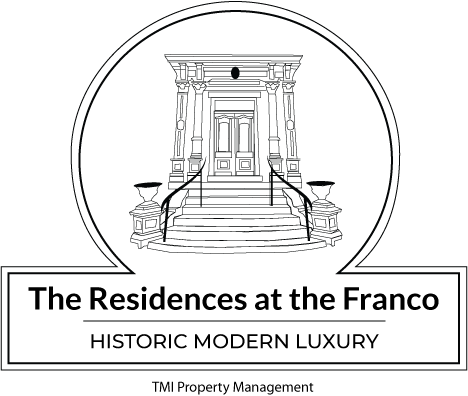 The Residences at the Franco
HISTORIC MODERN LUXURY
TMI Property Management